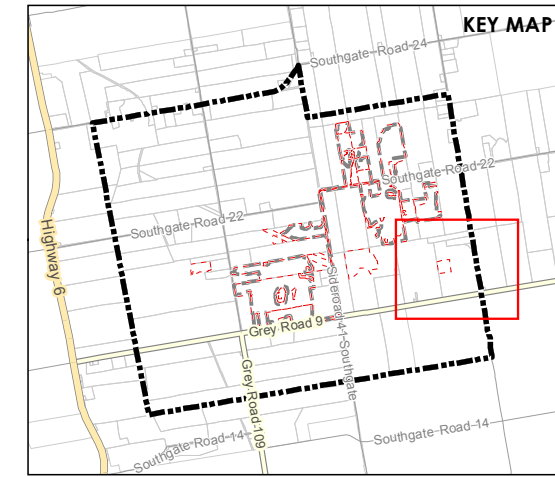 KEY MAP
Southgate-Road-24
Southgate-Road-22
Southgate-Road-22
Highway-6
Sideroad-41-Southgate
Grey Road 9
Grey-Road-109
Southgate-Road-14
Southgate-Road-14